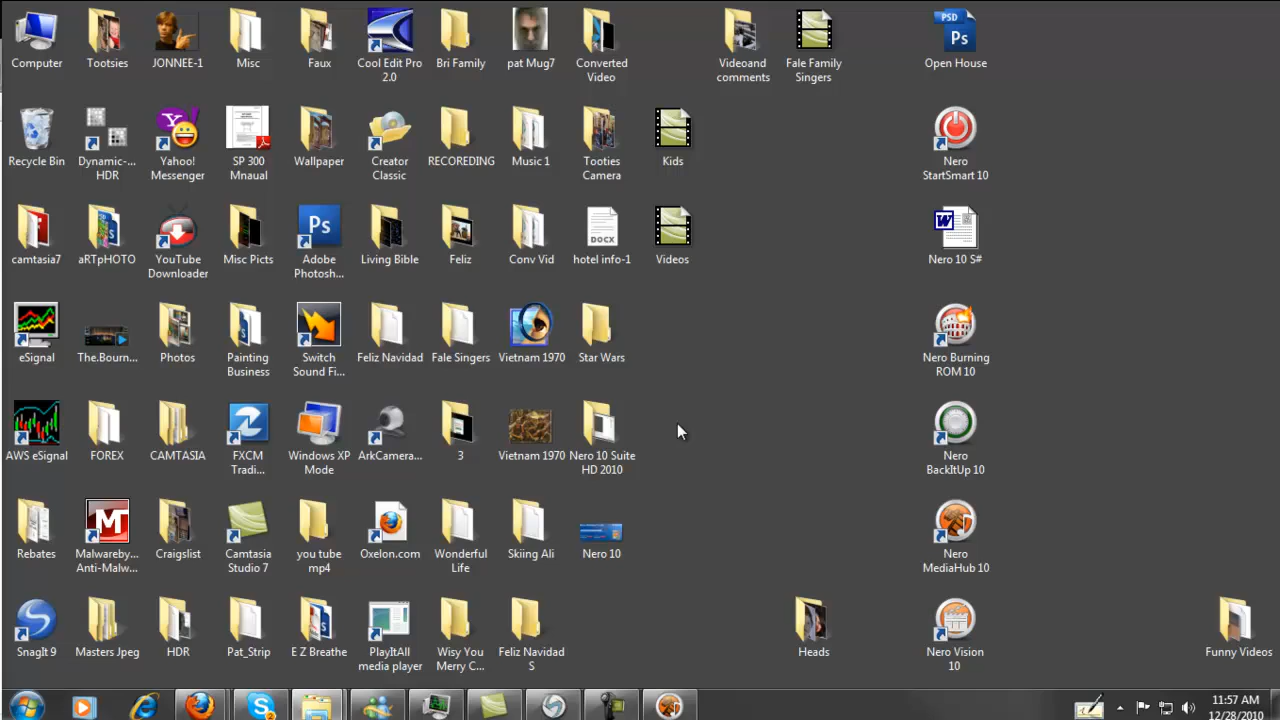 Computer
Tootsies
JONNEE-1
Misc
Faux
Cool Edit Pro
2.0
Bri Family
pat Mug7
Converted
Video
Videoand
comments
Fale Family
Singers
PSD
Ps
Open House
Recycle Bin
Dynamic-...
HDR
Yahoo!
Messenger
SP 300
Mnaual
Wallpaper
Creator
Classic
RECOREDING
Music 1
Tooties
Camera
Kids
Nero
StartSmart 10
camtasia7
aRTpHOTO
YouTube
Downloader
Misc Picts
Ps
Adobe
Photosh...
Living Bible
Feliz
Conv Vid
DOCX
hotel info-1
Videos
W
Nero 10 S#
eSignal
The.Bourn...
Photos
Painting
Business
Switch
Sound Fi...
Feliz Navidad
Fale Singers
Vietnam 1970
Star Wars
Nero Burning
ROM 10
AWS eSignal
FOREX
CAMTASIA
FXCM
Tradi...
Windows XP
Mode
ArkCamera...
3
Vietnam 1970
Nero 10 Suite
HD 2010
Nero
BackItUp 10
Rebates
M
Malwareby...
Anti-Malw...
Craigslist
Camtasia
Studio 7
you tube
mp4
Oxelon.com
Wonderful
Life
Skiing Ali
Nero 10
Nero
MediaHub 10
SnagIt 9
Masters Jpeg
HDR
Pat_Strip
E Z Breathe
PlayItAll
media player
Wisy You
Merry C...
Feliz Navidad
S
Heads
Nero Vision
10
Funny Videos
11:57 AM
12/28/2010